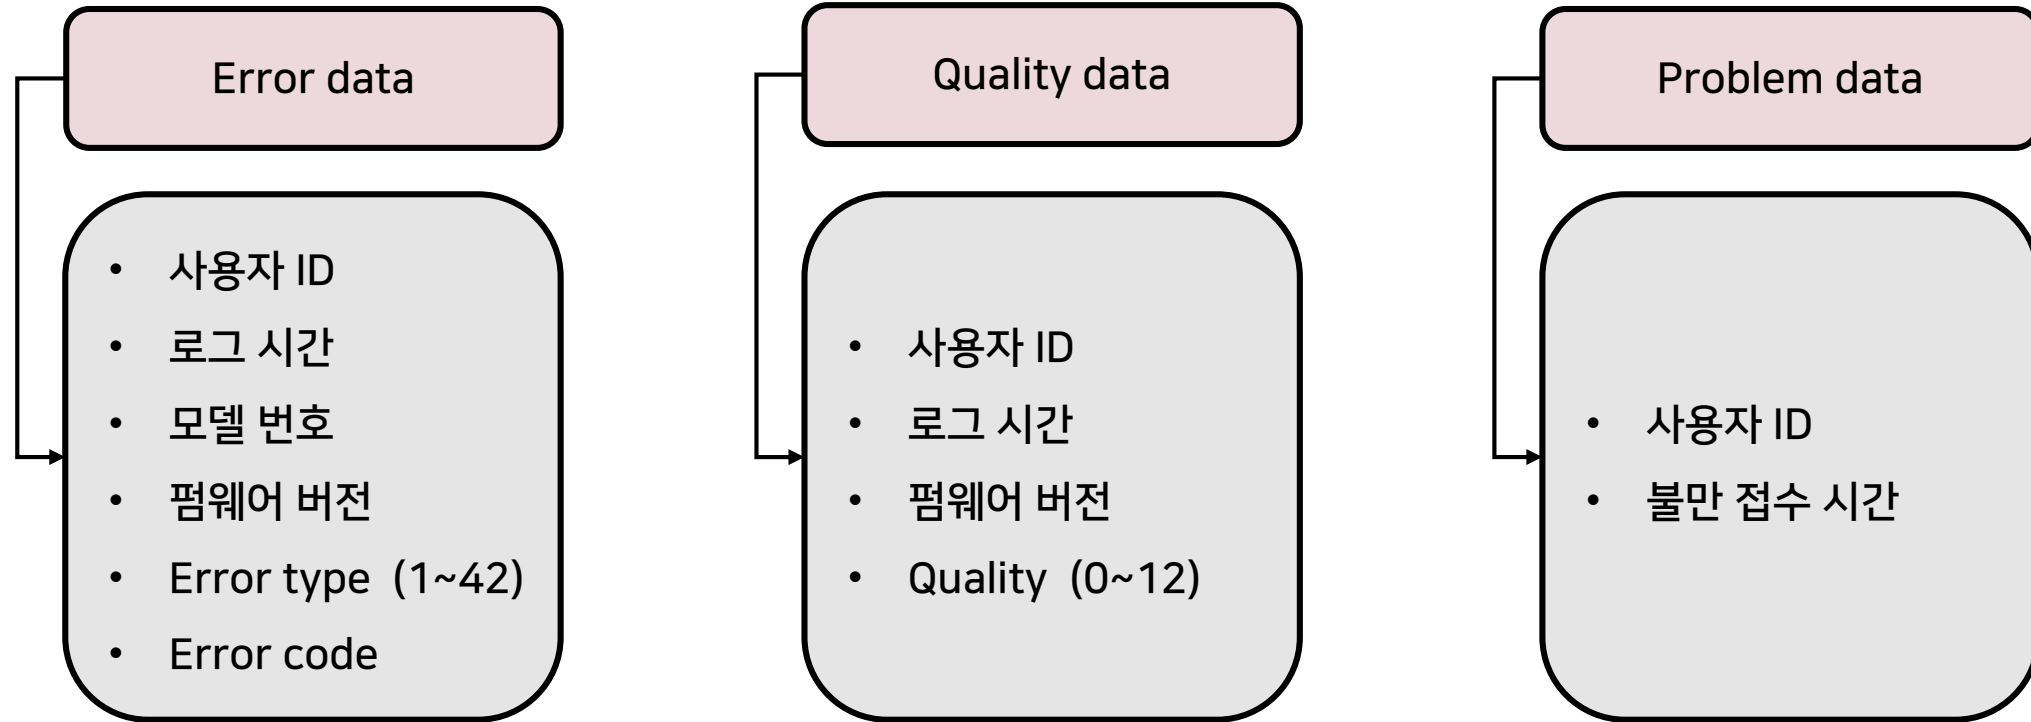 Error data
• 사용자 ID
• 로그 시간
• 모델 번호
• 펌웨어 버전
• Error type (1~42)
• Error code
Quality data
• 사용자 ID
• 로그 시간
• 펌웨어 버전
• Quality (0~12)
Problem data
• 사용자 ID
• 불만 접수 시간